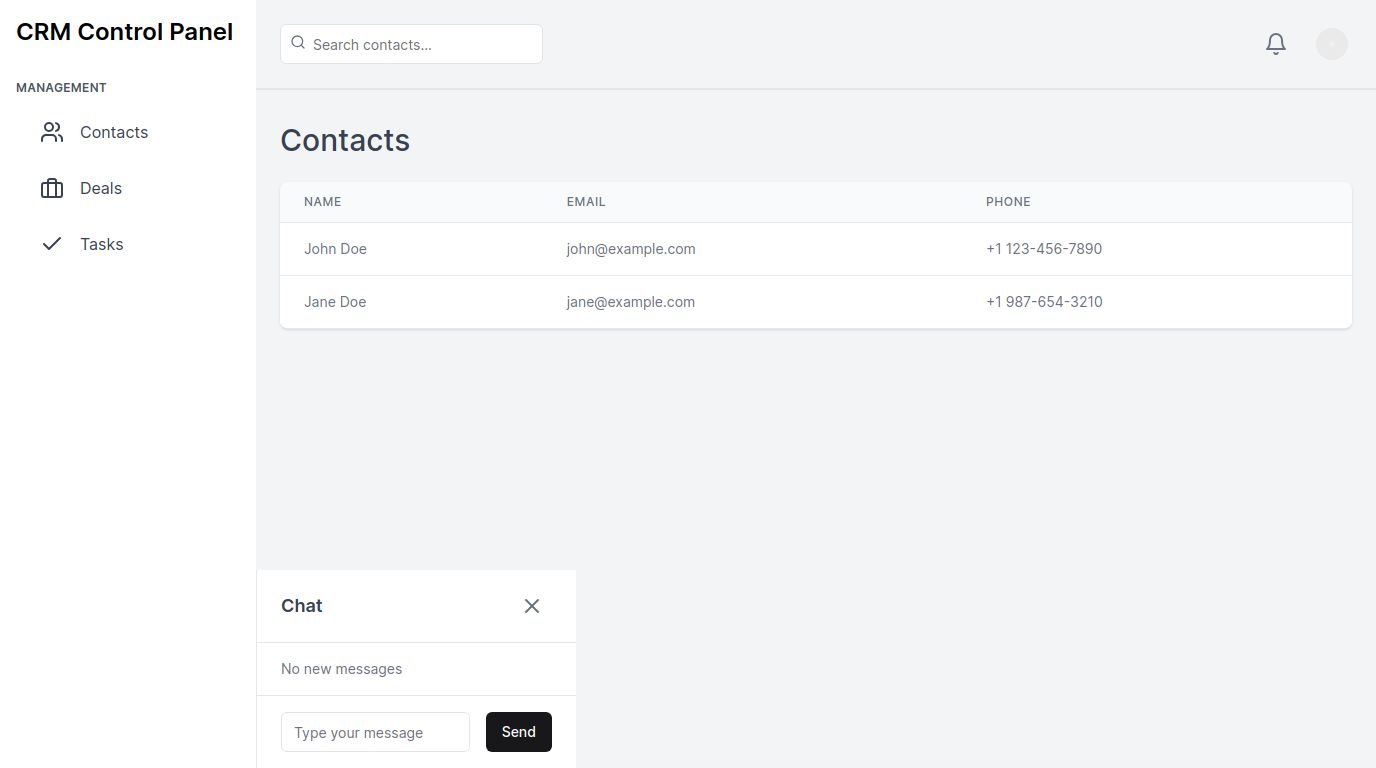 CRM Control Panel
MANAGEMENT
Contacts
Deals
Tasks
Search contacts...
Contacts
NAME EMAIL PHONE
John Doe john@example.com +1 123-456-7890
Jane Doe jane@example.com +1 987-654-3210
Chat
No new messages
Type your message
Send